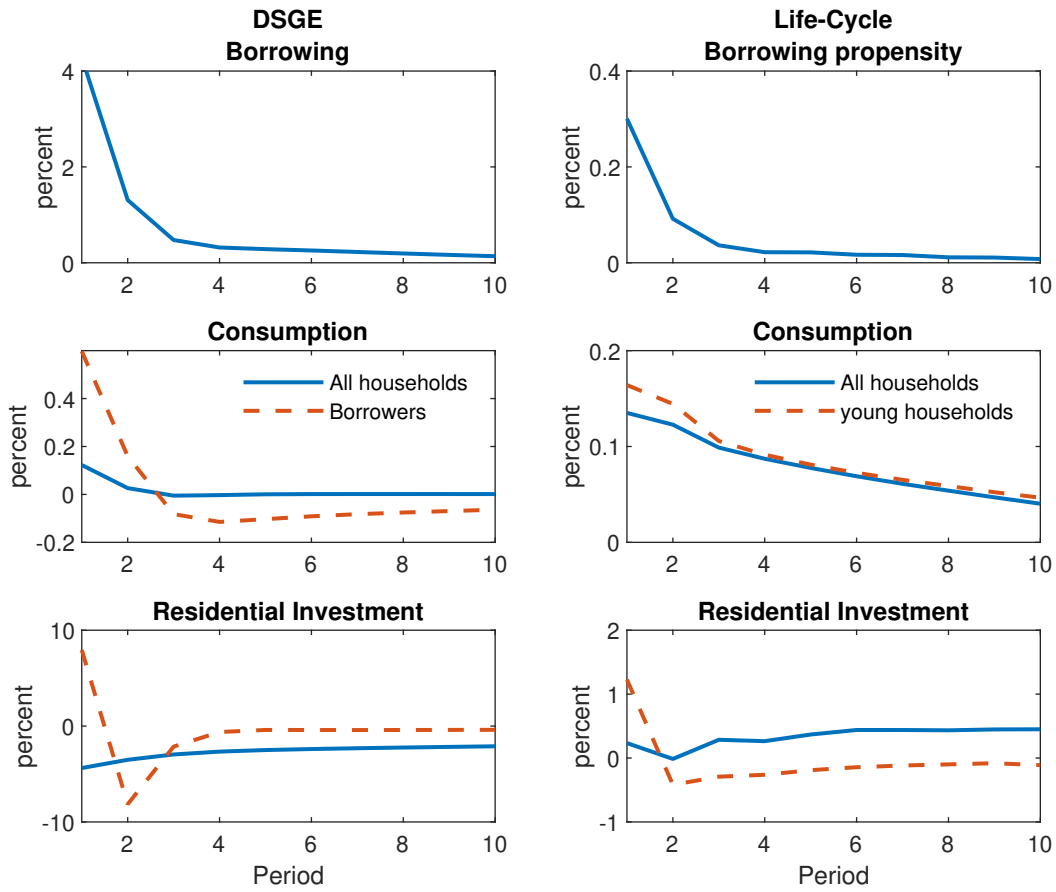 DSGE
Borrowing
4
2
0
percent
2 4 6 8 10
Life-Cycle
Borrowing propensity
0.4
0.2
0
percent
2 4 6 8 10
Consumption
0.4
0.2
0
-0.2
percent
All households
Borrowers
2 4 6 8 10
Consumption
0.2
0.1
0
percent
All households
young households
2 4 6 8 10
Residential Investment
10
0
-10
percent
2 4 6 8 10
Period
Residential Investment
2
1
0
-1
percent
2 4 6 8 10
Period